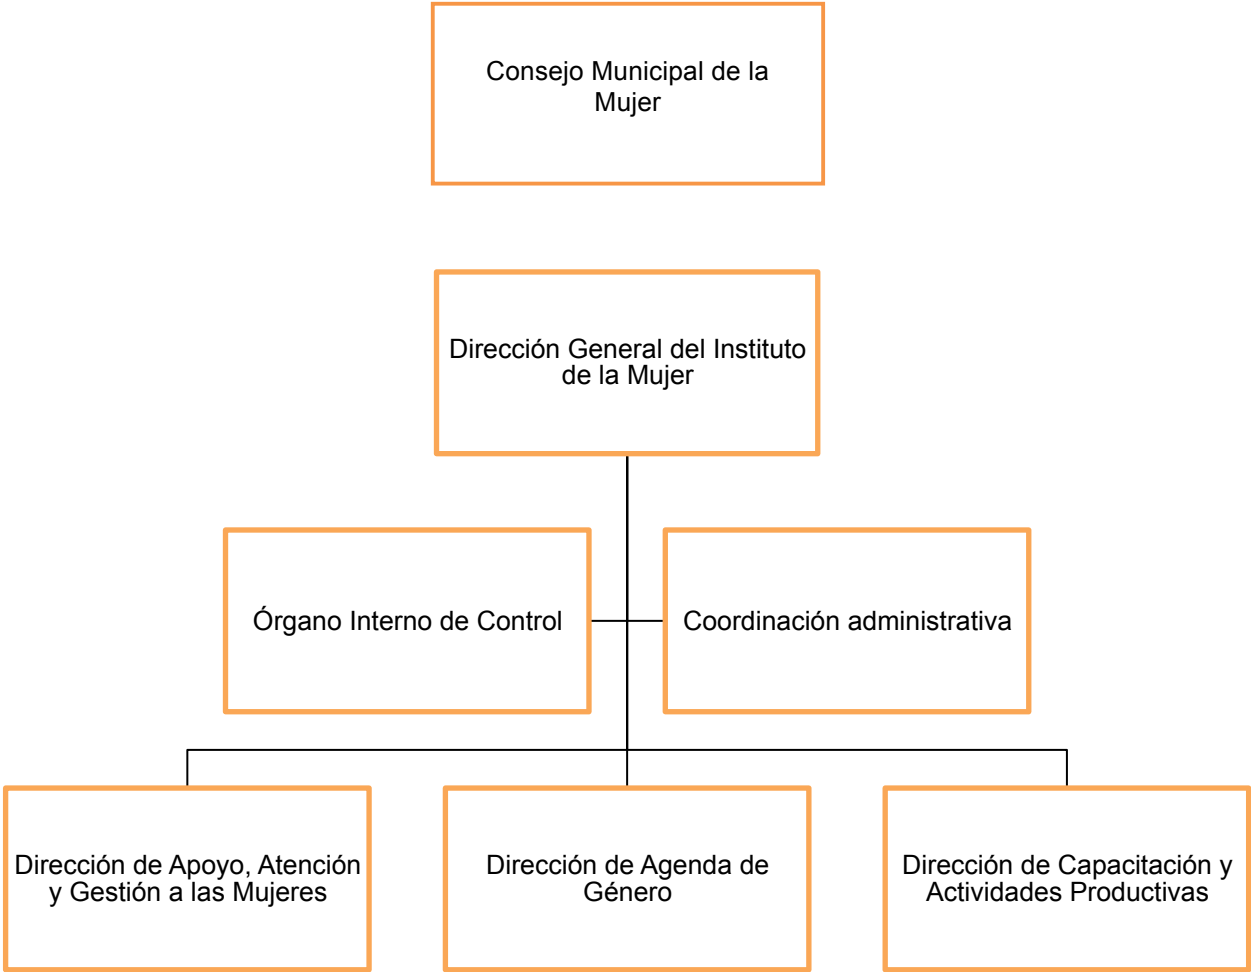 Consejo Municipal de la
Mujer
Dirección General del Instituto
de la Mujer
Órgano Interno de Control
Coordinación administrativa
Dirección de Apoyo, Atención
y Gestión a las Mujeres
Dirección de Agenda de
Género
Dirección de Capacitación y
Actividades Productivas